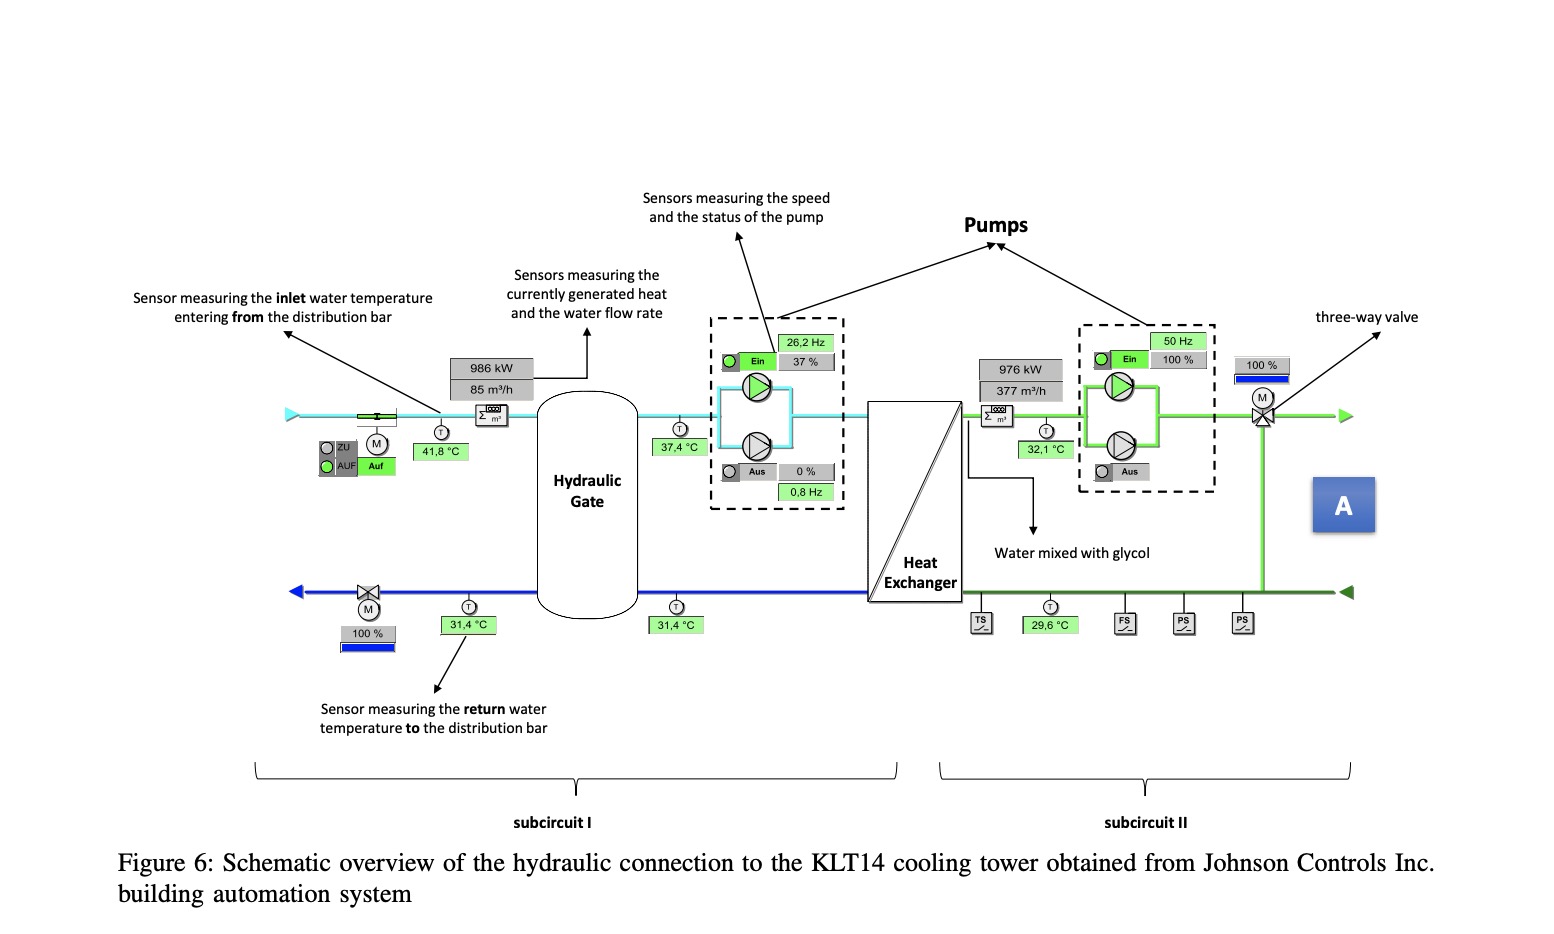 Sensors measuring the speed
and the status of the pump
Pumps
Sensors measuring the
currently generated heat
and the water flow rate
Sensor measuring the inlet water temperature
entering from the distribution bar
three-way valve
986 kW
85 m³/h
Σ m³
26,2 Hz
Ein
37 %
976 kW
377 m³/h
Σ m³
50 Hz
Ein
100 %
100 %
M
M
ZU
AUF
Auf
T
41,8 °C
T
37,4 °C
Aus
0 %
0,8 Hz
T
32,1 °C
Aus
Hydraulic
Gate
A
Water mixed with glycol
Heat
Exchanger
M
100 %
T
31,4 °C
T
31,4 °C
TS
T
29,6 °C
FS
PS
PS
Sensor measuring the return water
temperature to the distribution bar
subcircuit I
subcircuit II
Figure 6: Schematic overview of the hydraulic connection to the KLT14 cooling tower obtained from Johnson Controls Inc.
building automation system